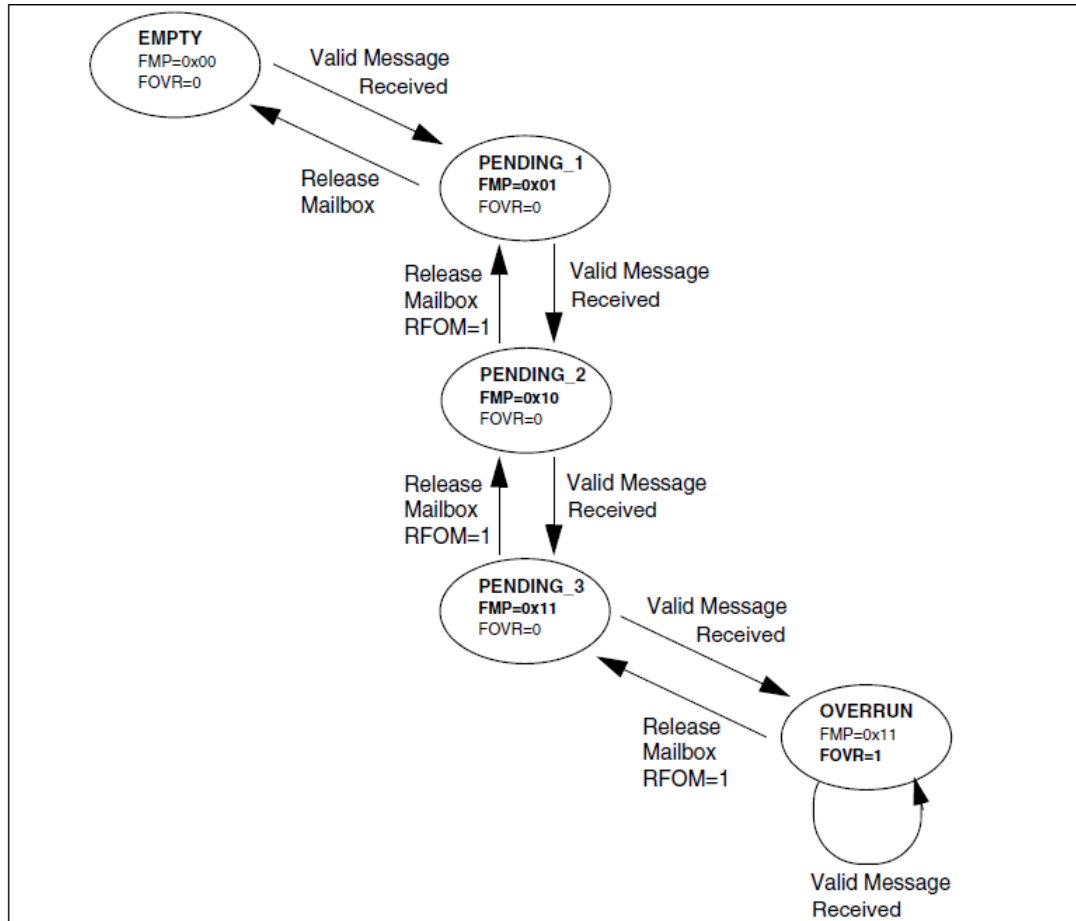 EMPTY
FMP=0x00
FOVR=0
Valid Message
Received
Release
Mailbox
PENDING_1
FMP=0x01
FOVR=0
Release
Mailbox
RFOM=1
Valid Message
Received
PENDING_2
FMP=0x10
FOVR=0
Release
Mailbox
RFOM=1
Valid Message
Received
PENDING_3
FMP=0x11
FOVR=0
Valid Message
Received
Release
Mailbox
RFOM=1
OVERRUN
FMP=0x11
FOVR=1
Valid Message
Received